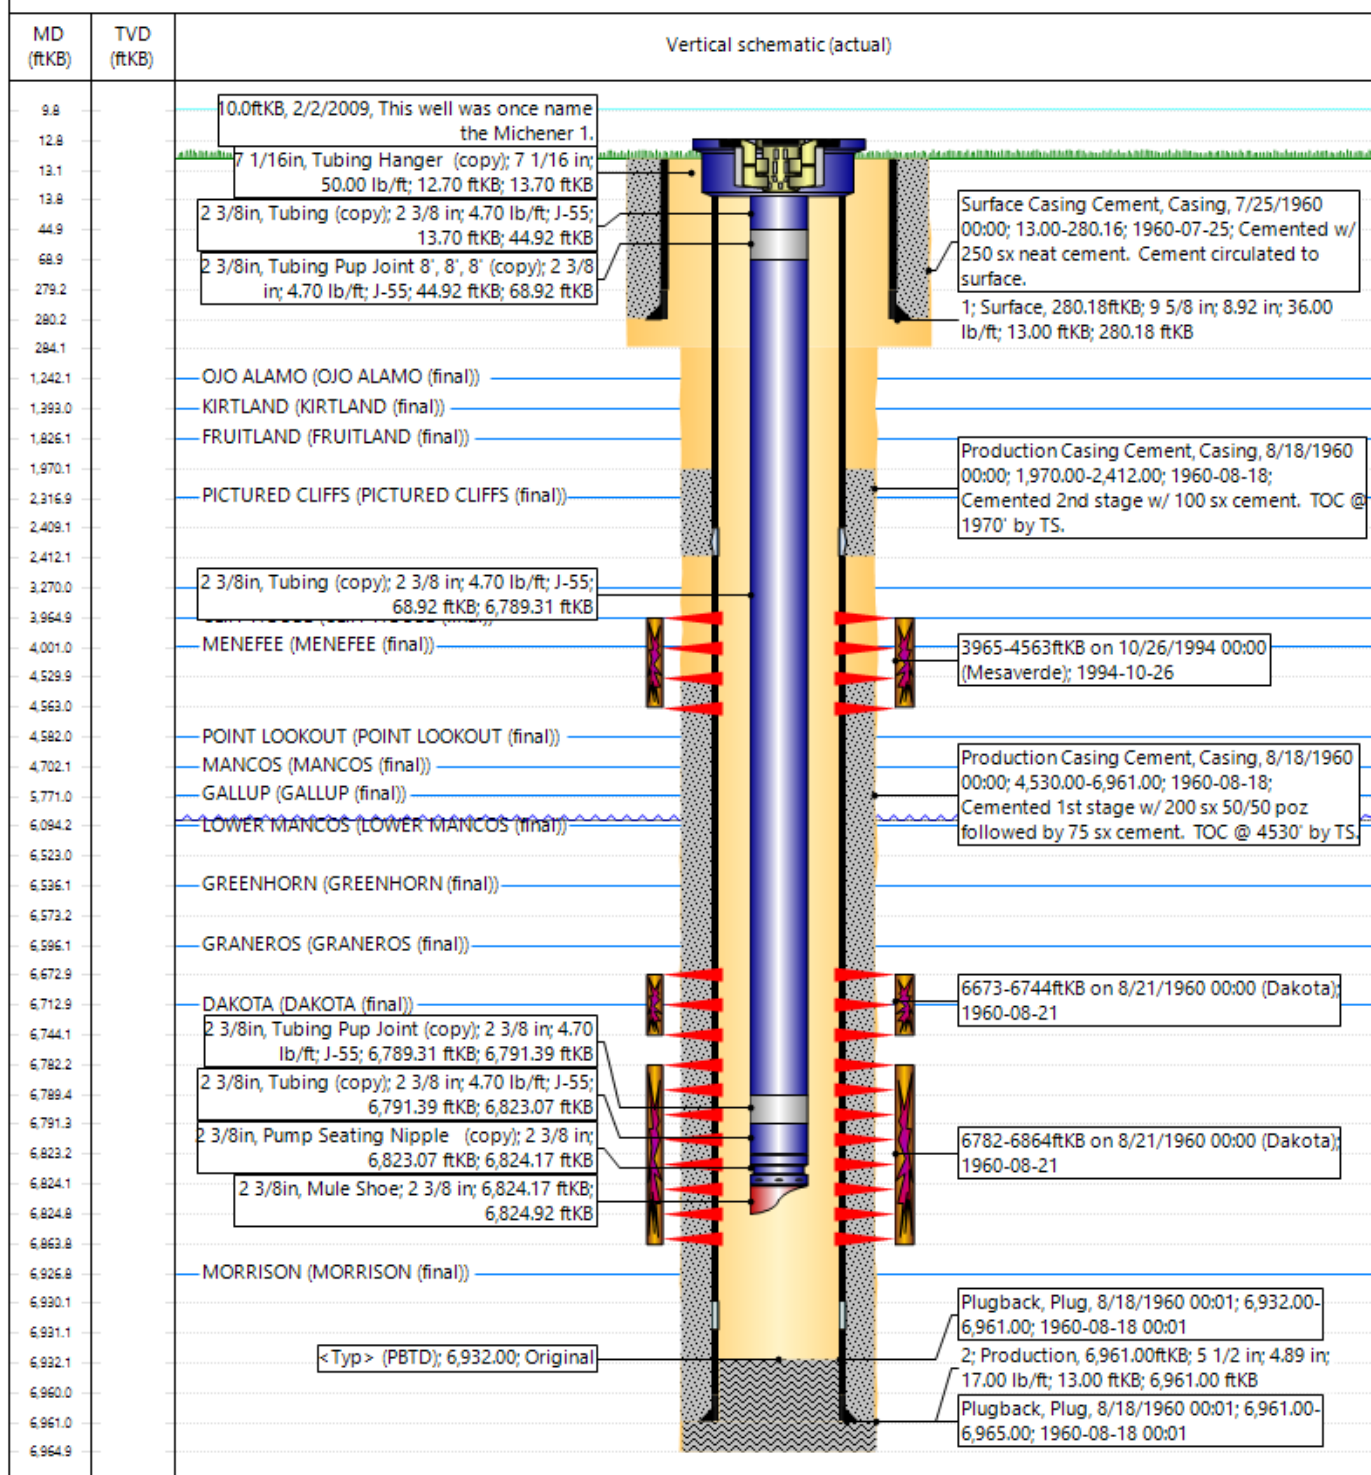 MD
(ftKB)
TVD
(ftKB)
Vertical schematic (actual)
9.8
12.8
13.1
13.8
44.9
68.9
279.2
280.2
284.1
1,242.1
1,393.0
1,826.1
1,970.1
2,316.9
2,409.1
2,412.1
3,270.0
3,964.9
4,001.0
4,529.9
4,563.0
4,582.0
4,702.1
5,771.0
6,094.2
6,523.0
6,536.1
6,573.2
6,596.1
6,672.9
6,712.9
6,744.1
6,782.2
6,789.4
6,791.3
6,823.2
6,824.1
6,824.8
6,863.8
6,926.8
6,930.1
6,931.1
6,932.1
6,960.0
6,961.0
6,964.9
10.0ftKB, 2/2/2009, This well was once name
the Michener 1.
7 1/16in, Tubing Hanger (copy); 7 1/16 in;
50.00 lb/ft; 12.70 ftKB; 13.70 ftKB
2 3/8in, Tubing (copy); 2 3/8 in; 4.70 lb/ft; J-55;
13.70 ftKB; 44.92 ftKB
2 3/8in, Tubing Pup Joint 8', 8', 8' (copy); 2 3/8
in; 4.70 lb/ft; J-55; 44.92 ftKB; 68.92 ftKB
OJO ALAMO (OJO ALAMO (final))
KIRTLAND (KIRTLAND (final))
FRUITLAND (FRUITLAND (final))
PICTURED CLIFFS (PICTURED CLIFFS (final))
2 3/8in, Tubing (copy); 2 3/8 in; 4.70 lb/ft; J-55;
68.92 ftKB; 6,789.31 ftKB
MENEFEE (MENEFEE (final))
POINT LOOKOUT (POINT LOOKOUT (final))
MANCOS (MANCOS (final))
GALLUP (GALLUP (final))
LOWER MANCOS (LOWER MANCOS (final))
GREENHORN (GREENHORN (final))
GRANEROS (GRANEROS (final))
DAKOTA (DAKOTA (final))
2 3/8in, Tubing Pup Joint (copy); 2 3/8 in; 4.70
lb/ft; J-55; 6,789.31 ftKB; 6,791.39 ftKB
2 3/8in, Tubing (copy); 2 3/8 in; 4.70 lb/ft; J-55;
6,791.39 ftKB; 6,823.07 ftKB
2 3/8in, Pump Seating Nipple (copy); 2 3/8 in;
6,823.07 ftKB; 6,824.17 ftKB
2 3/8in, Mule Shoe; 2 3/8 in; 6,824.17 ftKB;
6,824.92 ftKB
MORRISON (MORRISON (final))
<Typ> (PBTD); 6,932.00; Original
Surface Casing Cement, Casing, 7/25/1960
00:00; 13.00-280.16; 1960-07-25; Cemented w/
250 sx neat cement. Cement circulated to
surface.
1; Surface, 280.18ftKB; 9 5/8 in; 8.92 in; 36.00
lb/ft; 13.00 ftKB; 280.18 ftKB
Production Casing Cement, Casing, 8/18/1960
00:00; 1,970.00-2,412.00; 1960-08-18;
Cemented 2nd stage w/ 100 sx cement. TOC @
1970' by TS.
3965-4563ftKB on 10/26/1994 00:00
(Mesaverde); 1994-10-26
Production Casing Cement, Casing, 8/18/1960
00:00; 4,530.00-6,961.00; 1960-08-18;
Cemented 1st stage w/ 200 sx 50/50 poz
followed by 75 sx cement. TOC @ 4530' by TS.
6673-6744ftKB on 8/21/1960 00:00 (Dakota);
1960-08-21
6782-6864ftKB on 8/21/1960 00:00 (Dakota);
1960-08-21
Plugback, Plug, 8/18/1960 00:01; 6,932.00-
6,961.00; 1960-08-18 00:01
2; Production, 6,961.00ftKB; 5 1/2 in; 4.89 in;
17.00 lb/ft; 13.00 ftKB; 6,961.00 ftKB
Plugback, Plug, 8/18/1960 00:01; 6,961.00-
6,965.00; 1960-08-18 00:01